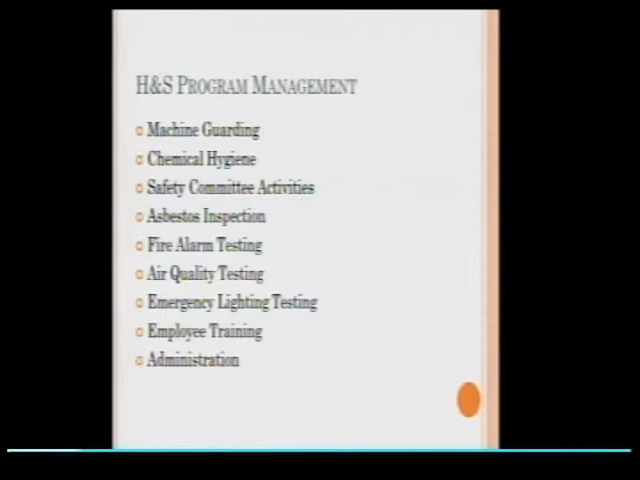 H&S PROGRAM MANAGEMENT
Machine Guarding
Chemical Hygiene
Safety Committee Activities
Asbestos Inspection
Fire Alarm Testing
Air Quality Testing
Emergency Lighting Testing
Employee Training
Administration